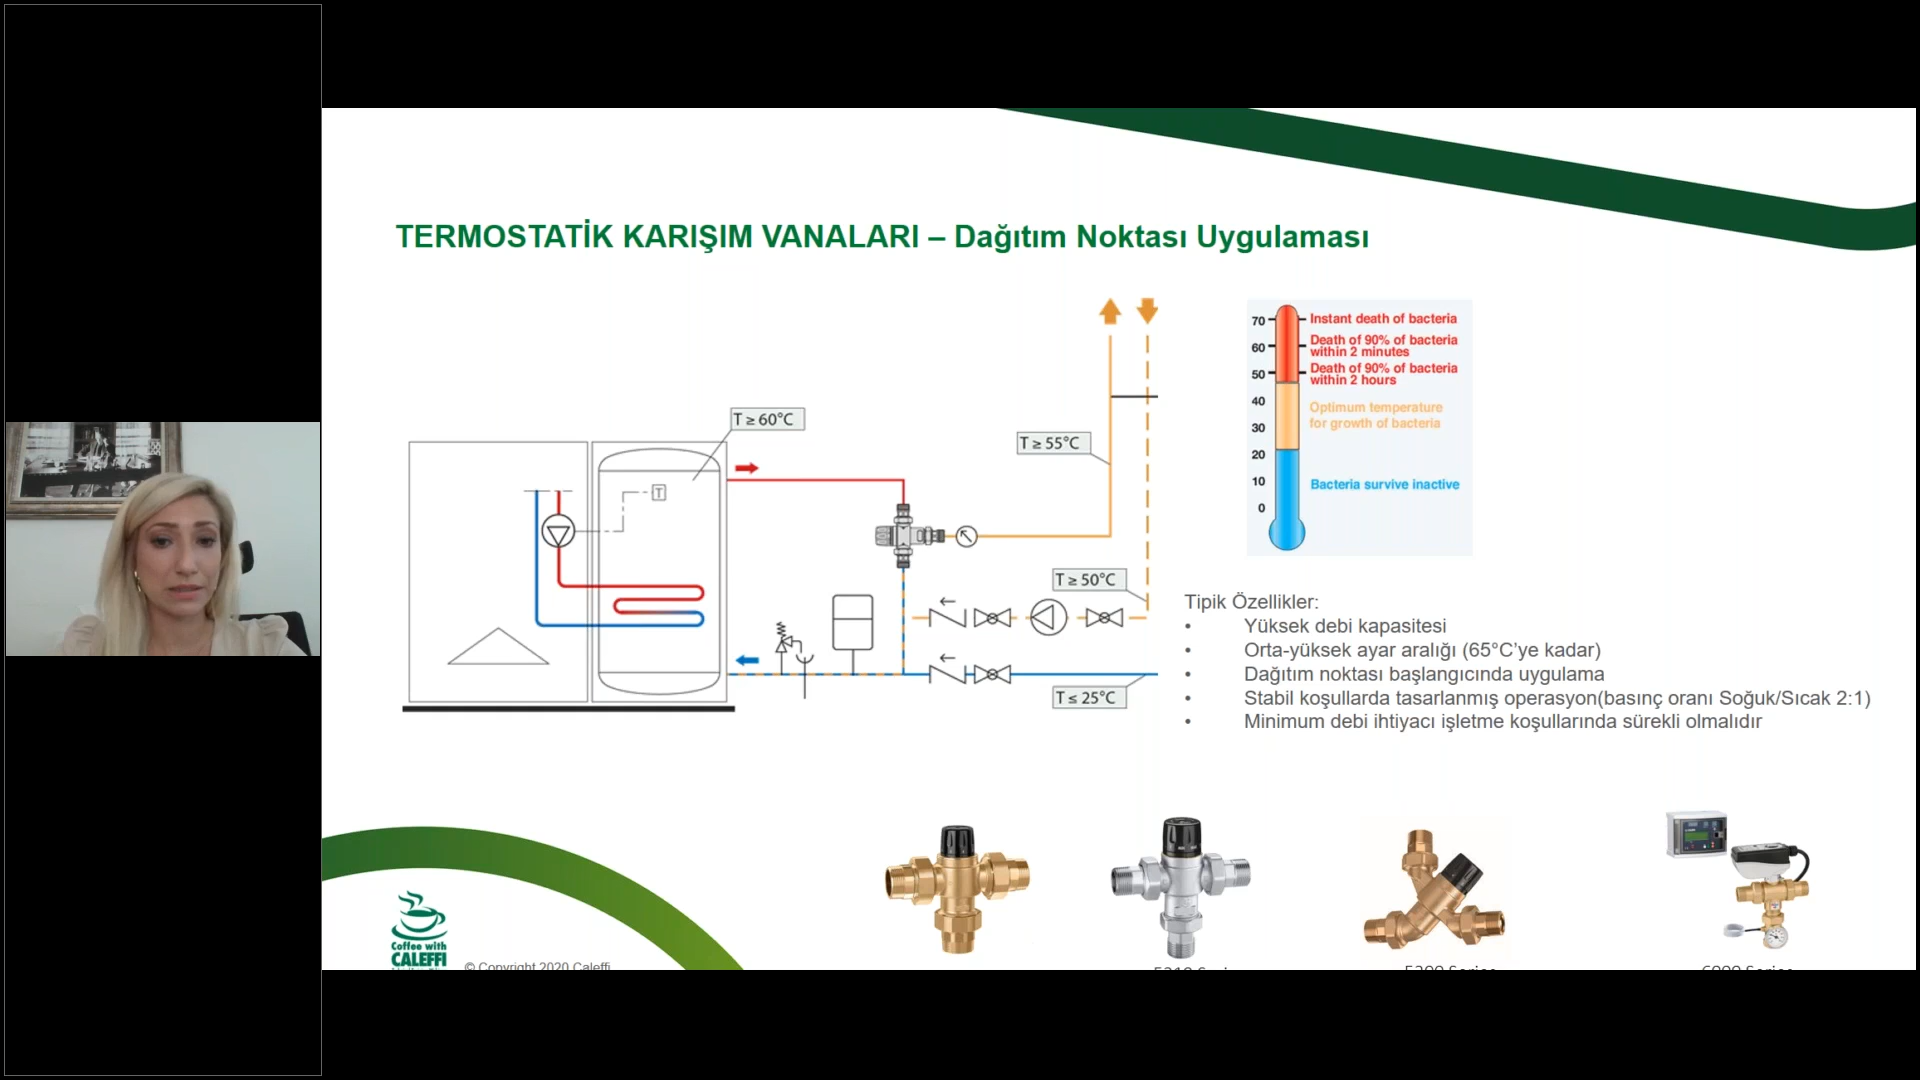 TERMOSTATİK KARIŞIM VANALARI – Dağıtım Noktası Uygulaması
T ≥ 60°C
T ≥ 55°C
T
T ≥ 50°C
T ≤ 25°C
70
60
50
40
30
20
10
0
Instant death of bacteria
Death of 90% of bacteria
within 2 minutes
Death of 90% of bacteria
within 2 hours
Optimum temperature
for growth of bacteria
Bacteria survive inactive
Tipik Özellikler:
• Yüksek debi kapasitesi
• Orta-yüksek ayar aralığı (65°C’ye kadar)
• Dağıtım noktası başlangıcında uygulama
• Stabil koşullarda tasarlanmış operasyon(basınç oranı Soğuk/Sıcak 2:1)
• Minimum debi ihtiyacı işletme koşullarında sürekli olmalıdır
Coffee with
CALEFFI
© Copyright 2020 Caleffi